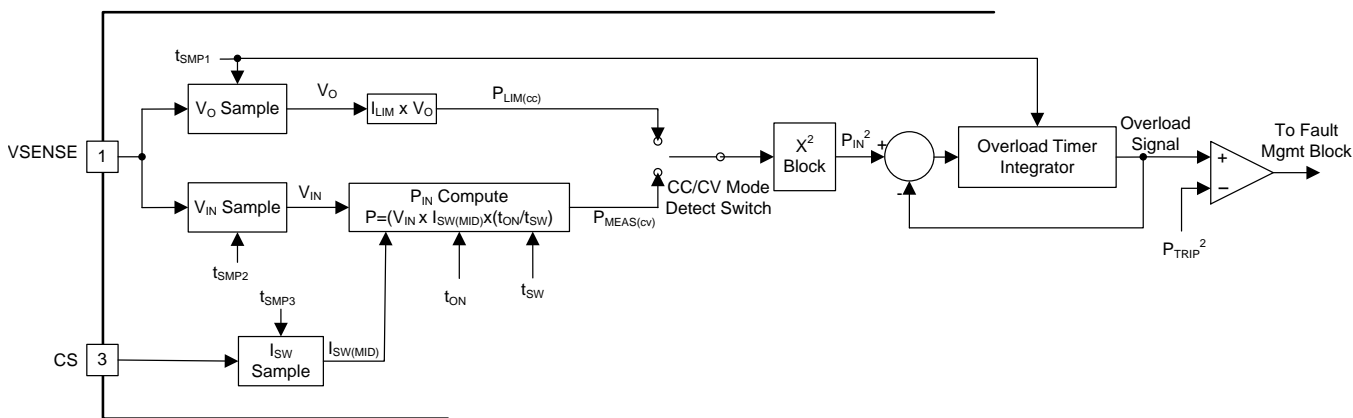 tSMP1
VO Sample
VO
ILIM x VO
PLIM(cc)
VSENSE
1
VIN Sample
VIN
PIN Compute
P=(VIN x ISW(MID)x(tON/tSW)
PMEAS(cv)
CC/CV Mode
Detect Switch
X2
Block
PIN2
+
-
Overload Timer
Integrator
Overload
Signal
+
−
PTRIP2
To Fault
Mgmt Block
tSMP2
tSMP3
tON
tSW
CS
3
ISW
Sample
ISW(MID)